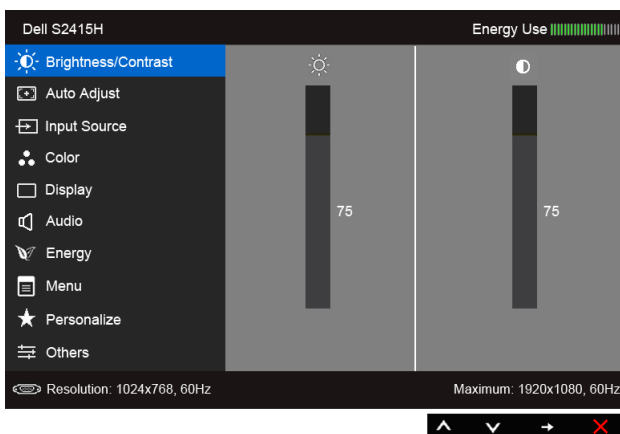 Dell S2415H
Energy Use
Brightness/Contrast
Auto Adjust
Input Source
Color
Display
Audio
Energy
Menu
Personalize
Others
75
75
Resolution: 1024x768, 60Hz
Maximum: 1920x1080, 60Hz